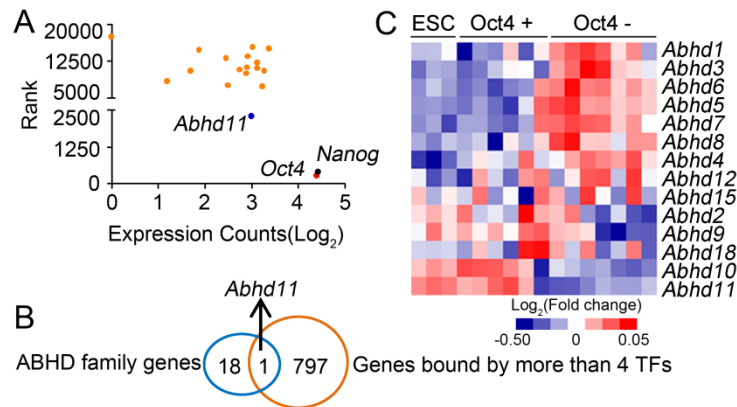 A
20000
12500
5000
2500
1250
0
Rank
Abhd11
Oct4
Nanog
0 1 2 3 4 5
Expression Counts(Log2)
B
Abhd11
ABHD family genes
18 1 797
Genes bound by more than 4 TFs
C
ESC Oct4 + Oct4 -
Abhd1
Abhd3
Abhd6
Abhd5
Abhd7
Abhd8
Abhd4
Abhd12
Abhd15
Abhd2
Abhd9
Abhd18
Abhd10
Abhd11
Log2(Fold change)
-0.50 0 0.05